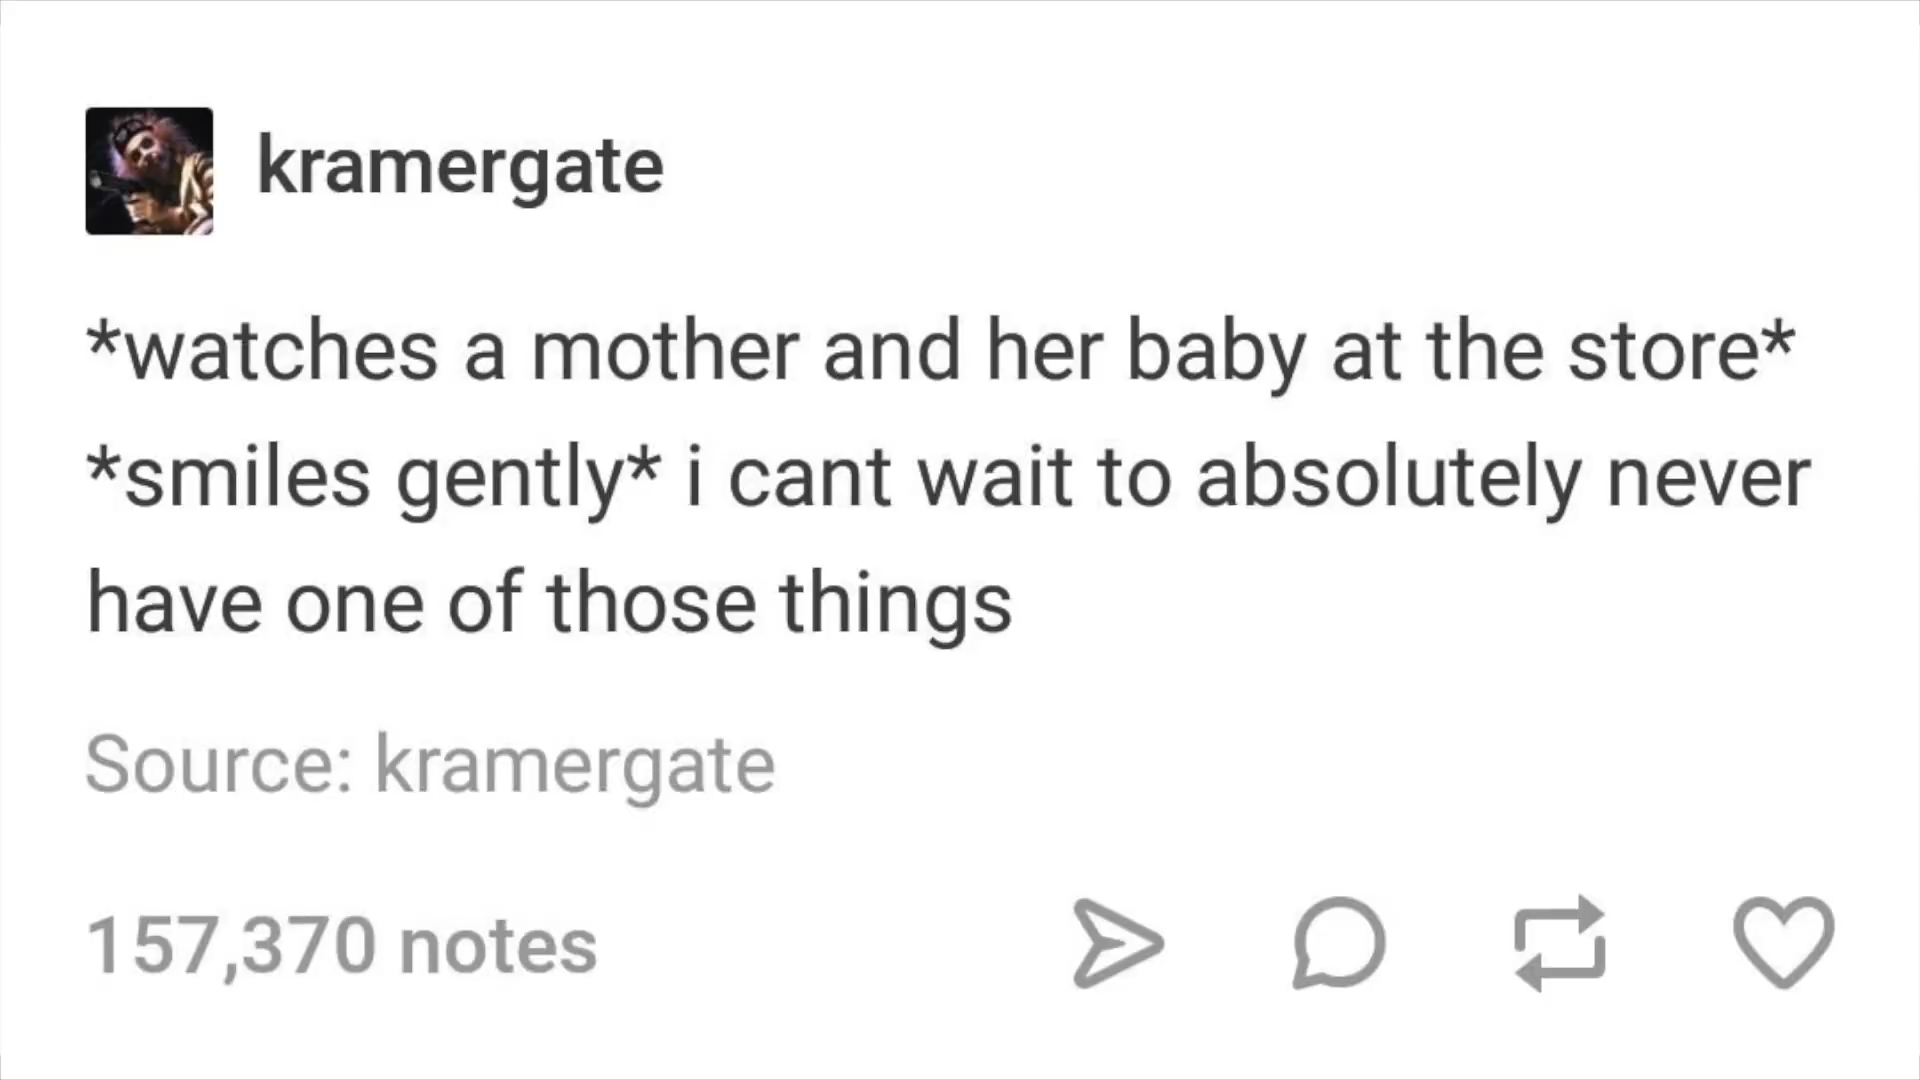 kramergate
*watches a mother and her baby at the store*
*smiles gently* i cant wait to absolutely never
have one of those things
Source: kramergate
157,370 notes